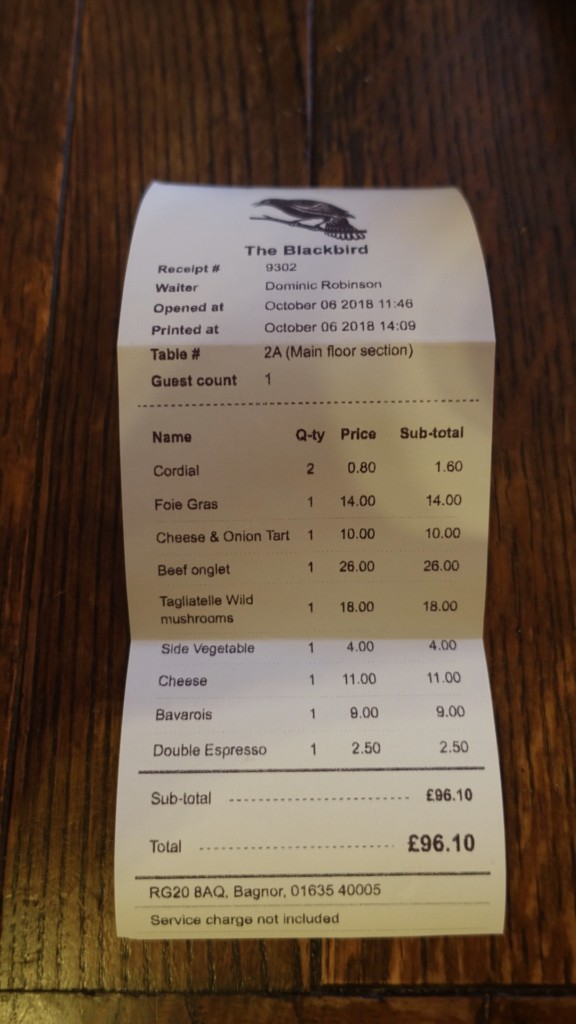 The Blackbird
Receipt # 9302
Waiter Dominic Robinson
Opened at October 06 2018 11:46
Printed at October 06 2018 14:09
Table # 2A (Main floor section)
Guest count 1
Name Q-ty Price Sub-total
Cordial 2 0.80 1.60
Foie Gras 1 14.00 14.00
Cheese & Onion Tart 1 10.00 10.00
Beef onglet 1 26.00 26.00
Tagliatelle Wild
mushrooms 1 18.00 18.00
Side Vegetable 1 4.00 4.00
Cheese 1 11.00 11.00
Bavarois 1 9.00 9.00
Double Espresso 1 2.50 2.50
Sub-total £96.10
Total £96.10
RG20 8AQ, Bagnor, 01635 40005
Service charge not included